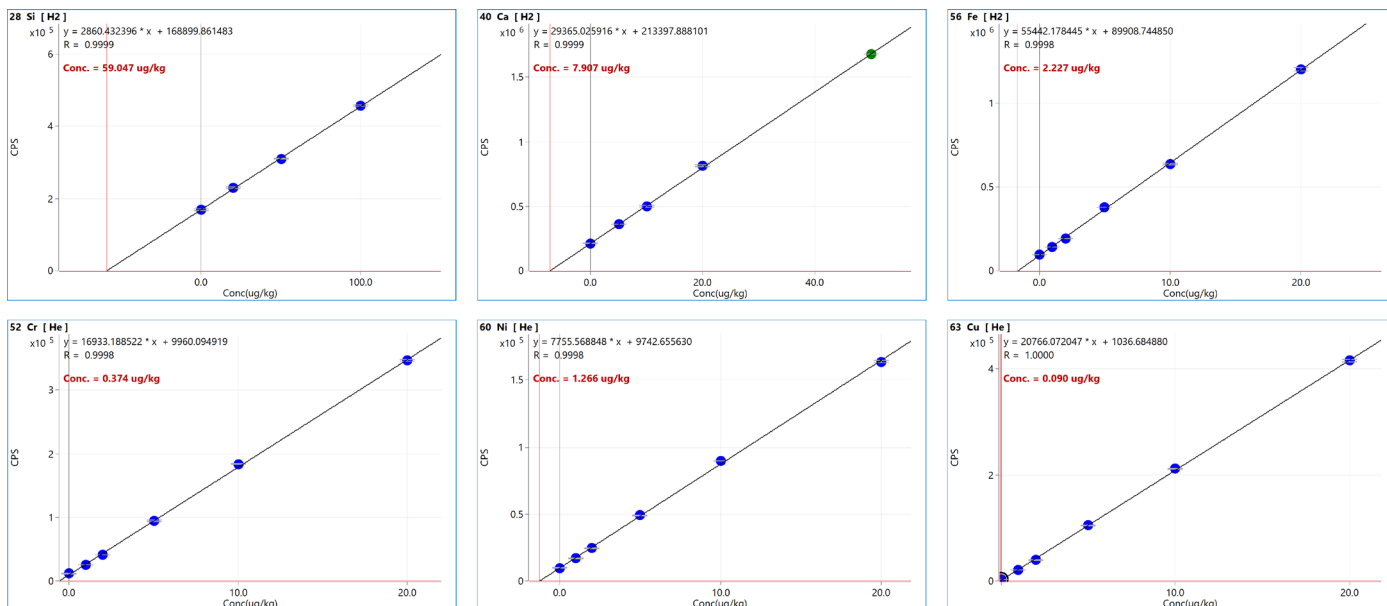 28 Si [ H2 ]
x10 5
y = 2860.432396 * x + 168899.861483
R = 0.9999
Conc. = 59.047 ug/kg
6
4
2
0
CPS
0.0
100.0
Conc(ug/kg)
40 Ca [ H2 ]
x10 6
y = 29365.025916 * x + 213397.888101
R = 0.9999
Conc. = 7.907 ug/kg
1.5
1
0.5
0
CPS
0.0
20.0
40.0
Conc(ug/kg)
56 Fe [ H2 ]
x10 6
y = 55442.178445 * x + 89908.744850
R = 0.9998
Conc. = 2.227 ug/kg
1
0.5
0
CPS
0.0
10.0
20.0
Conc(ug/kg)
52 Cr [ He ]
x10 5
y = 16933.188522 * x + 9960.094919
R = 0.9998
Conc. = 0.374 ug/kg
3
2
1
0
CPS
0.0
10.0
20.0
Conc(ug/kg)
60 Ni [ He ]
x10 5
y = 7755.568848 * x + 9742.655630
R = 0.9998
Conc. = 1.266 ug/kg
1.5
1
0.5
0
CPS
0.0
10.0
20.0
Conc(ug/kg)
63 Cu [ He ]
x10 5
y = 20766.072047 * x + 1036.684880
R = 1.0000
Conc. = 0.090 ug/kg
4
2
0
CPS
0.0
10.0
20.0
Conc(ug/kg)